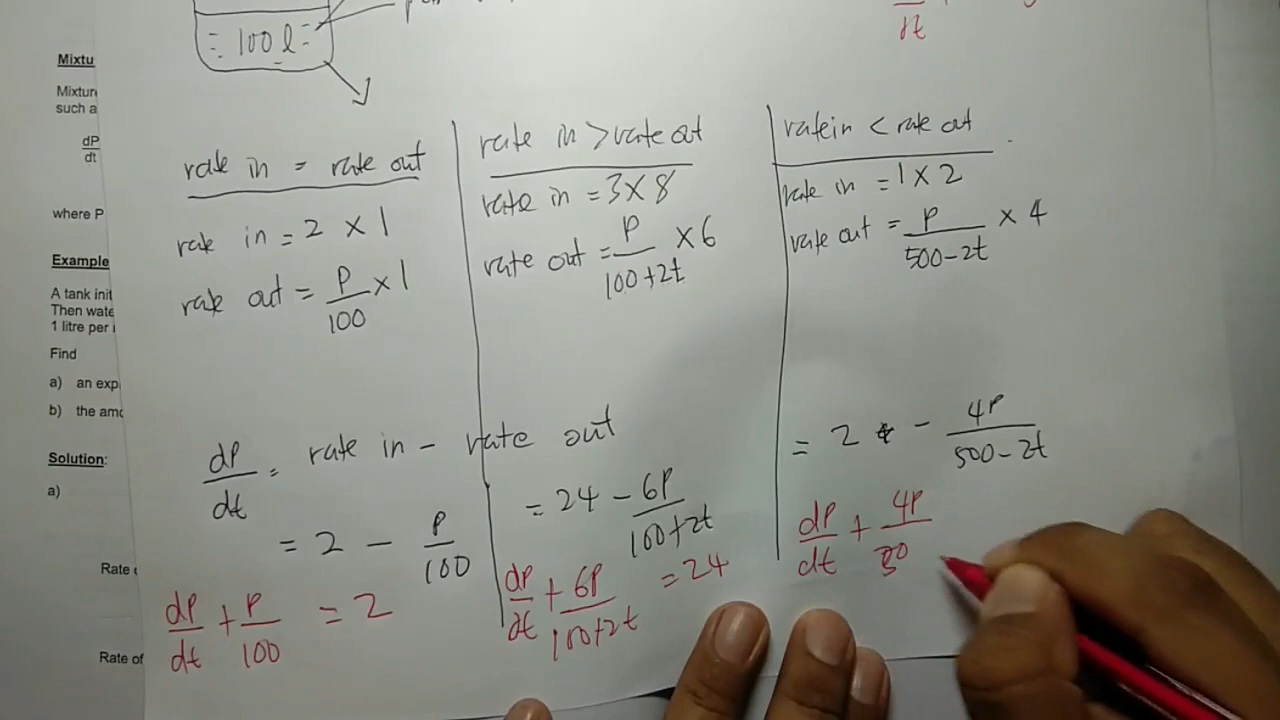 100 l
dt
Mixtu
Mixture
such a
dP
dt
where P
Example
A tank init
Then wate
1 litre per
Find
a) an exp
b) the amo
Solution:
a)
Rate
Rate of
rate in = rate out
rate in = 2 × 1
rate out = P/100 × 1
rate in > rate out
rate in = 3 × 8
rate out = P/100+2t × 6
rate in < rate out
rate in = 1 × 2
rate out = P/500-2t × 4
dP/dt = rate in - rate out
= 2 - P/100
dP/dt + P/100 = 2
= 24 - 6P/100+2t
dP/dt + 6P/100+2t = 24
= 2 - 4P/500-2t
dP/dt + 4P